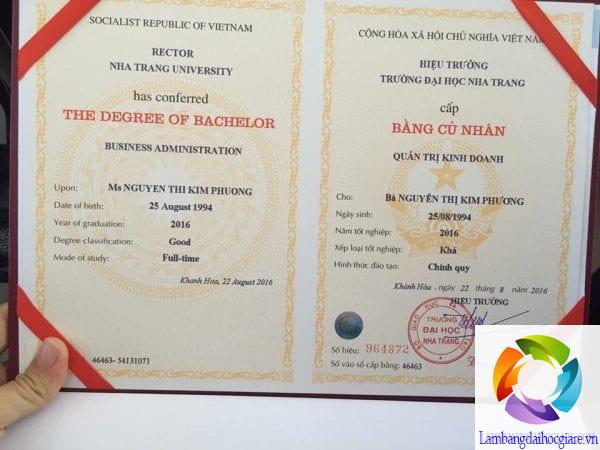 SOCIALIST REPUBLIC OF VIETNAM
RECTOR
NHA TRANG UNIVERSITY
has conferred
THE DEGREE OF BACHELOR
BUSINESS ADMINISTRATION
Upon: Ms NGUYEN THI KIM PHUONG
Date of birth: 25 August 1994
Year of graduation: 2016
Degree classification: Good
Mode of study: Full-time
Khanh Hoa, 22 August 2016
46463- 54131071
CỘNG HÒA XÃ HỘI CHỦ NGHĨA VIỆT NAM
HIỆU TRƯỞNG
TRƯỜNG ĐẠI HỌC NHA TRANG
cấp
BẰNG CỬ NHÂN
QUẢN TRỊ KINH DOANH
Cho: Bà NGUYỄN THỊ KIM PHƯƠNG
Ngày sinh: 25/08/1994
Năm tốt nghiệp: 2016
Xếp loại tốt nghiệp: Khá
Hình thức đào tạo: Chính quy
Khánh Hòa, ngày 22 tháng 8 năm 2016
HIỆU TRƯỞNG
BỘ GIÁO DỤC VÀ
TRƯỜNG
ĐẠI HỌC
NHA TRANG
Số hiệu: 964872
Số vào sổ cấp bằng: 46463
Lambangdaihocgiare.vn